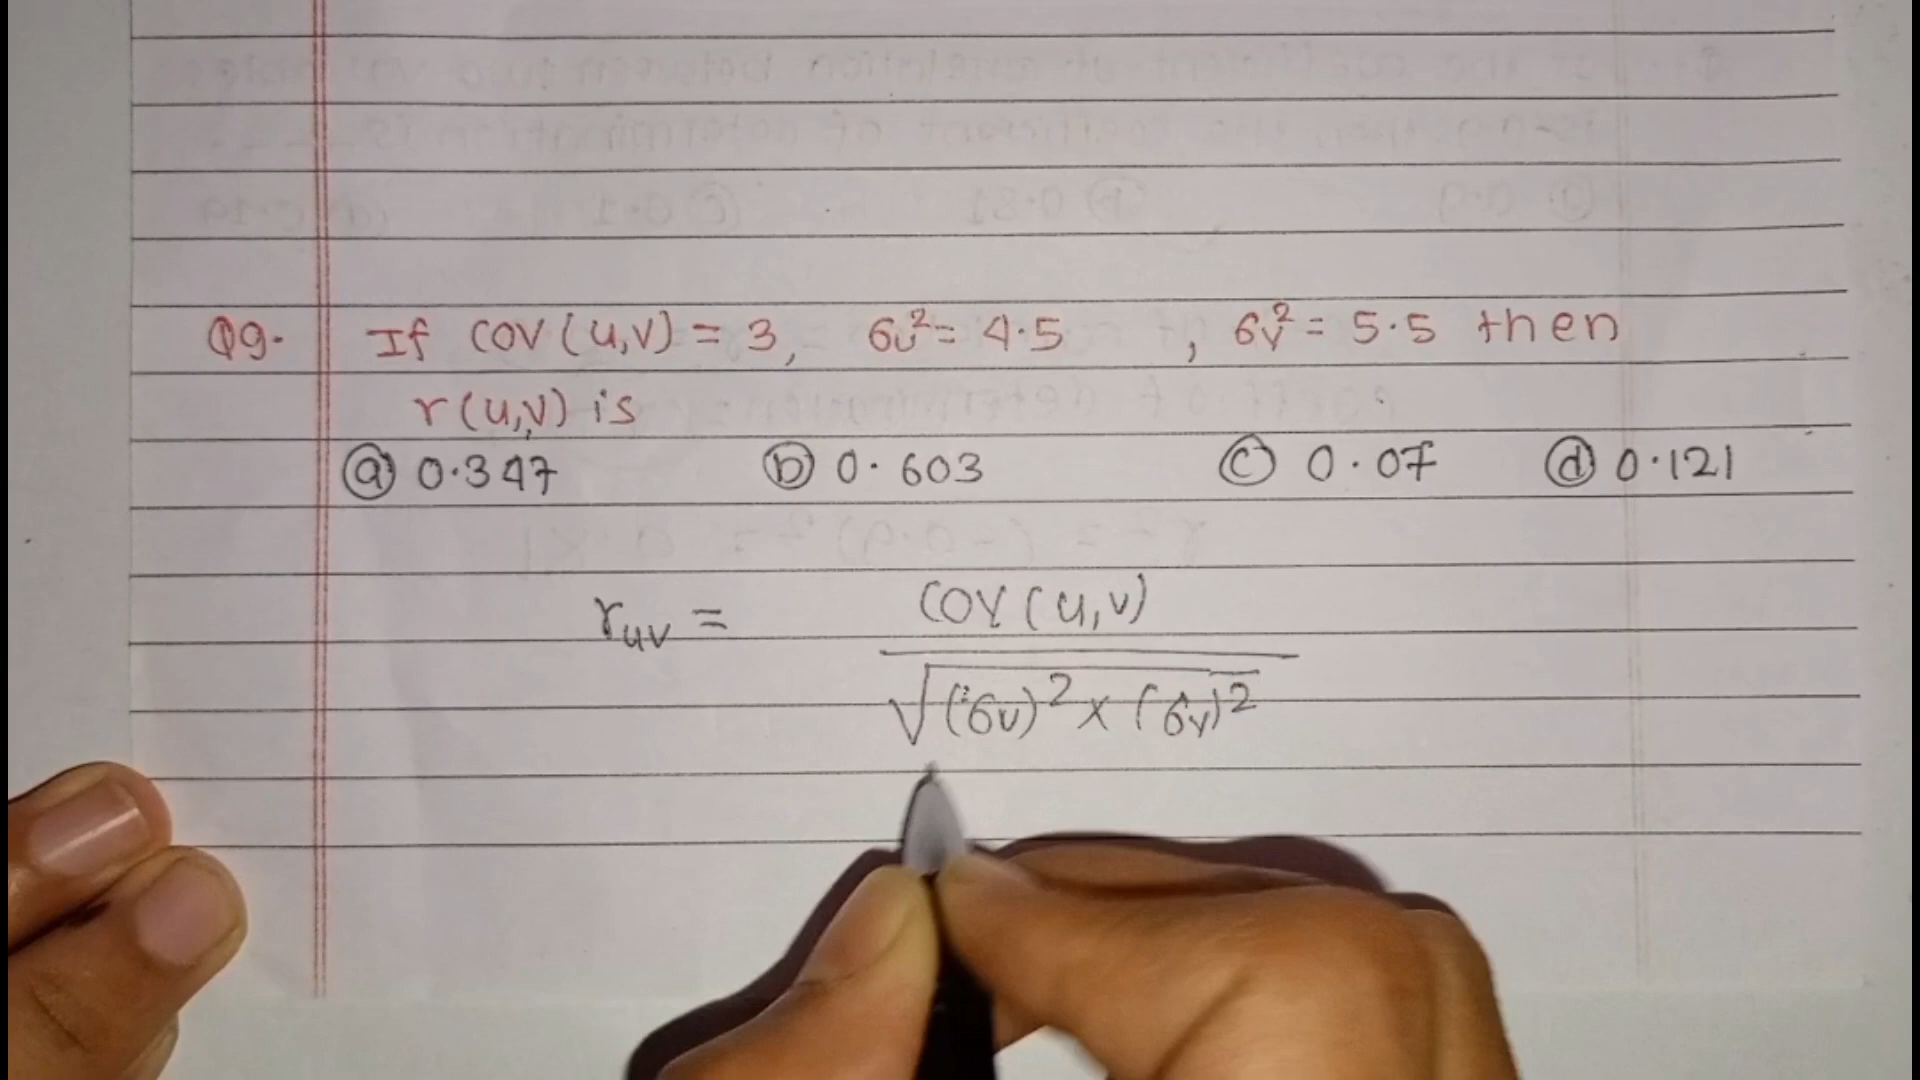 Q9. If COV (u,v) = 3, σu² = 4.5 , σv² = 5.5 then
r(u,v) is
ⓐ 0.347 ⓑ 0.603 ⓒ 0.07 ⓓ 0.121
r_uv = COV (u,v)
√(σu)² × (σv)²